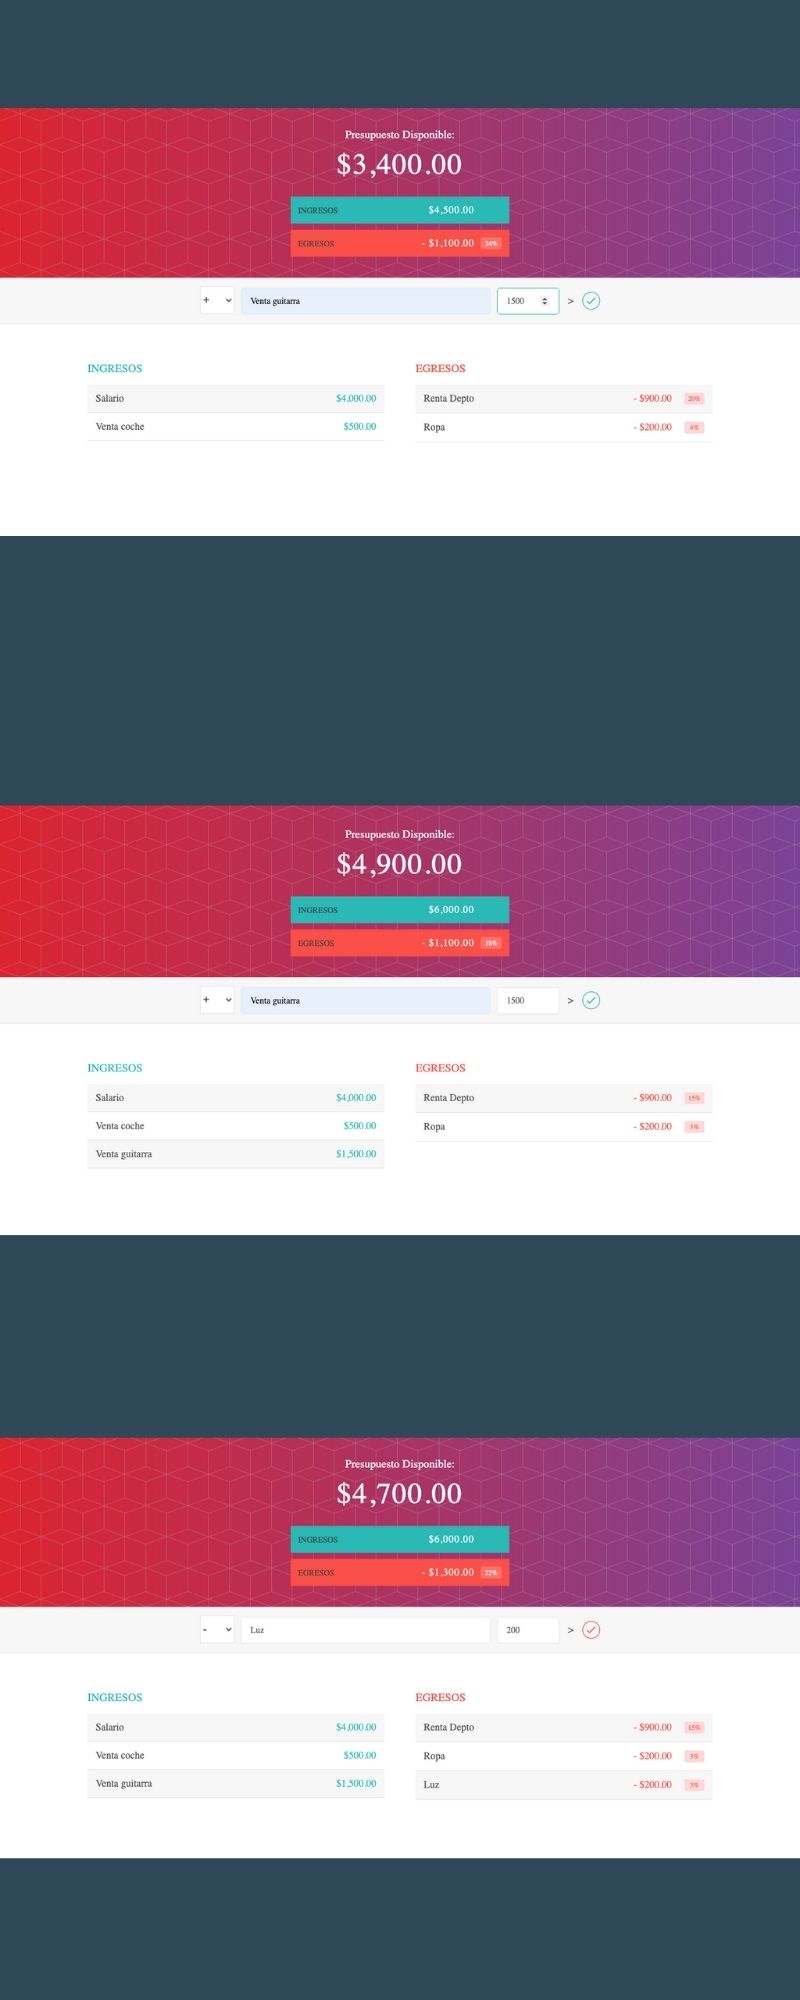 Presupuesto Disponible:
$3,400.00
INGRESOS $4,500.00
EGRESOS - $1,100.00 24%
+ Venta guitarra 1500 >
INGRESOS
Salario $4,000.00
Venta coche $500.00
EGRESOS
Renta Depto - $900.00 20%
Ropa - $200.00 4%
Presupuesto Disponible:
$4,900.00
INGRESOS $6,000.00
EGRESOS - $1,100.00 18%
+ Venta guitarra 1500 >
INGRESOS
Salario $4,000.00
Venta coche $500.00
Venta guitarra $1,500.00
EGRESOS
Renta Depto - $900.00 15%
Ropa - $200.00 3%
Presupuesto Disponible:
$4,700.00
INGRESOS $6,000.00
EGRESOS - $1,300.00 22%
- Luz 200 >
INGRESOS
Salario $4,000.00
Venta coche $500.00
Venta guitarra $1,500.00
EGRESOS
Renta Depto - $900.00 15%
Ropa - $200.00 3%
Luz - $200.00 3%